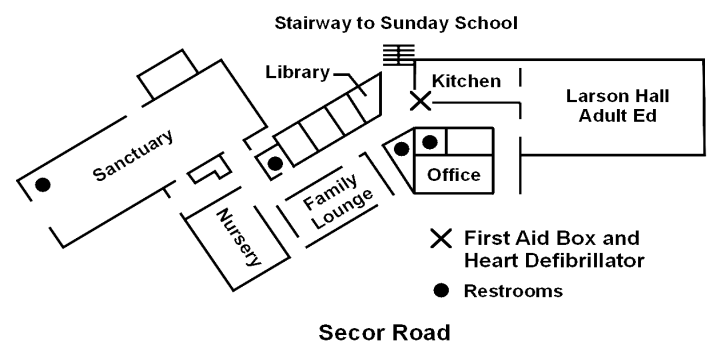 Stairway to Sunday School
Library
Kitchen
Larson Hall
Adult Ed
Sanctuary
Office
Family
Lounge
Nursery
First Aid Box and
Heart Defibrillator
Restrooms
Secor Road